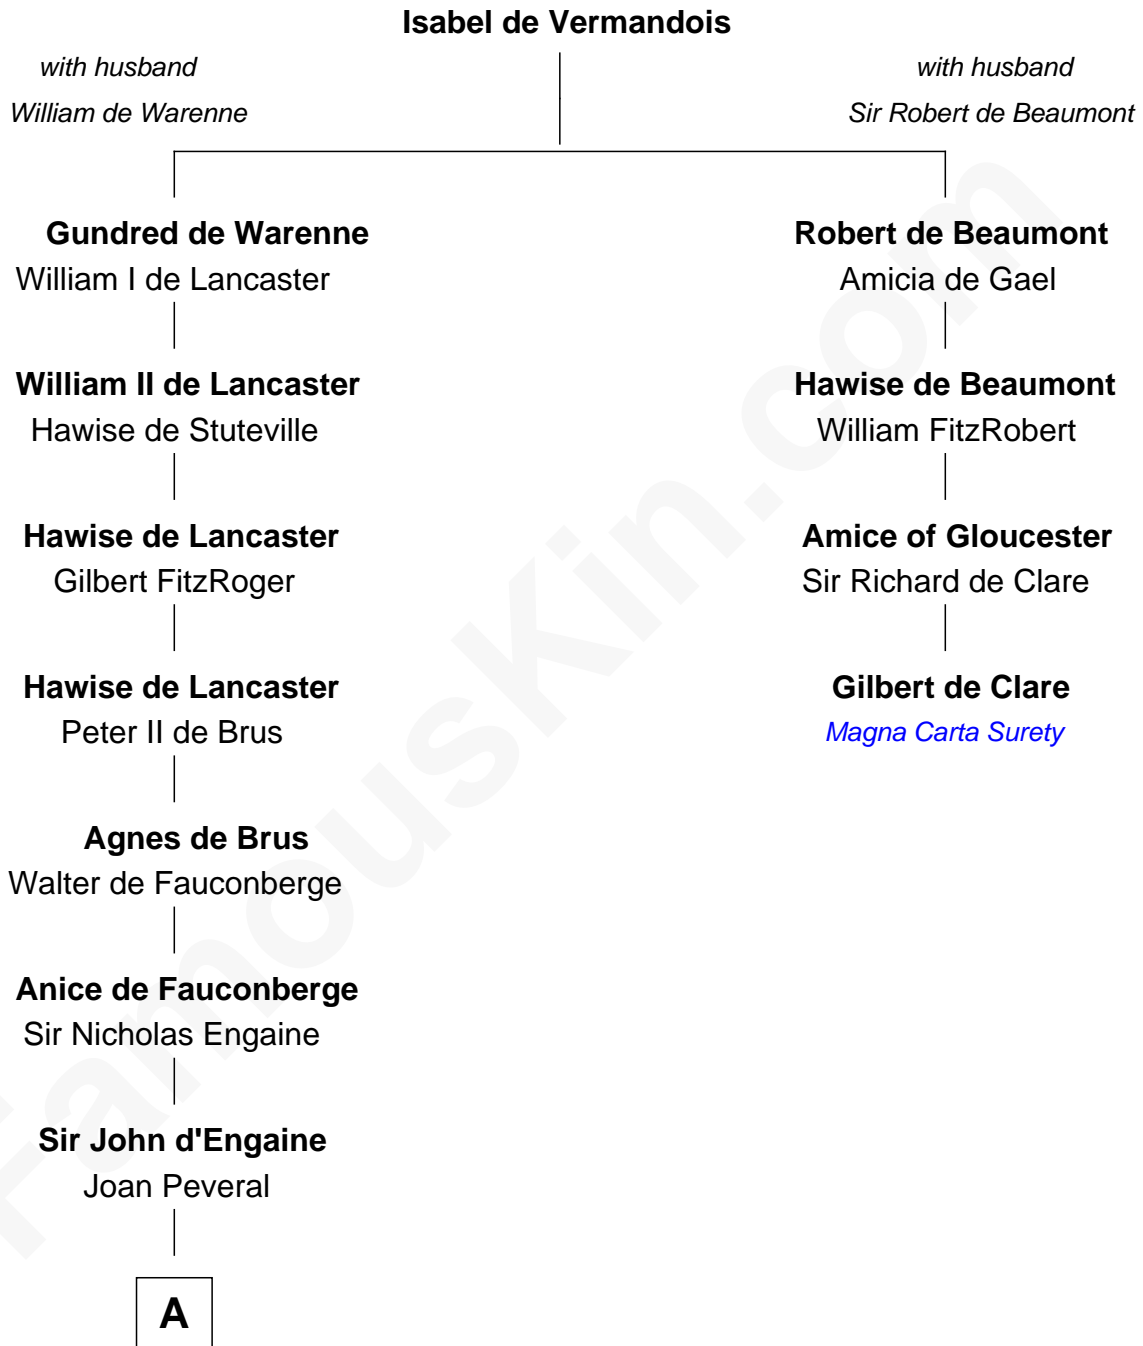 Isabel de Vermandois
with husband
William de Warenne
with husband
Sir Robert de Beaumont
Gundred de Warenne
William I de Lancaster
Robert de Beaumont
Amicia de Gael
William II de Lancaster
Hawise de Stuteville
Hawise de Beaumont
William FitzRobert
Hawise de Lancaster
Gilbert FitzRoger
Amice of Gloucester
Sir Richard de Clare
Hawise de Lancaster
Peter II de Brus
Gilbert de Clare
Magna Carta Surety
Agnes de Brus
Walter de Fauconberge
Anice de Fauconberge
Sir Nicholas Engaine
Sir John d'Engaine
Joan Peveral
A
FamousKin.com